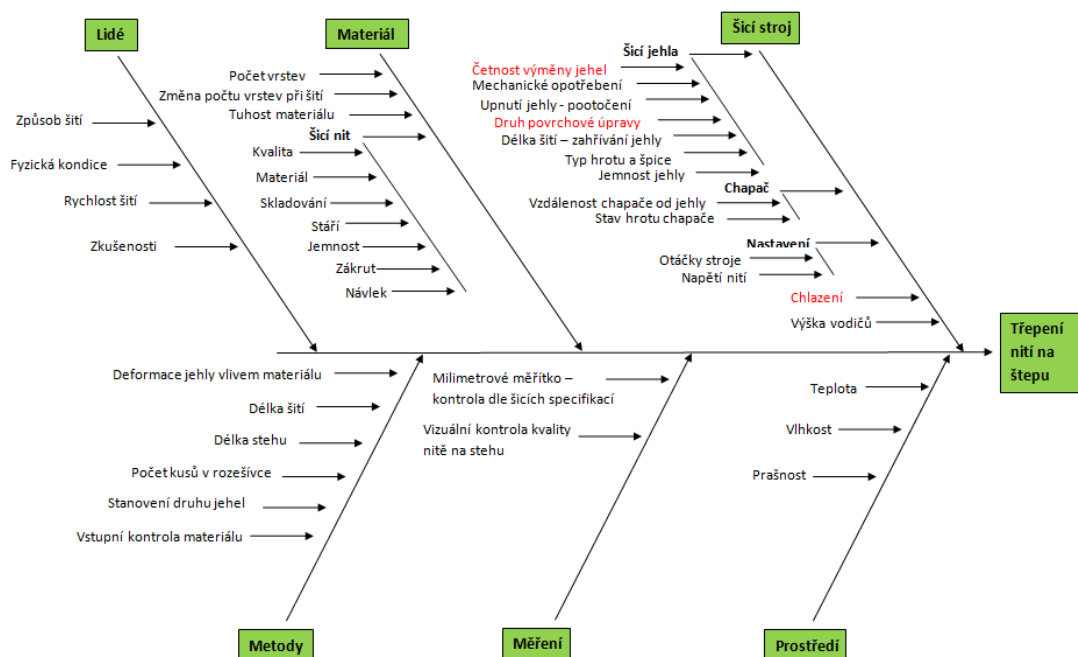 Lidé
Materiál
Šicí stroj
Způsob šití
Fyzická kondice
Rychlost šití
Zkušenosti
Počet vrstev
Změna počtu vrstev při šití
Tuhost materiálu
Šicí nit
Kvalita
Materiál
Skladování
Stáří
Jemnost
Zákrut
Návlek
Šicí jehla
Četnost výměny jehel
Mechanické opotřebení
Upnutí jehly - pootočení
Druh povrchové úpravy
Délka šití – zahřívání jehly
Typ hrotu a špice
Jemnost jehly
Chapač
Vzdálenost chapače od jehly
Stav hrotu chapače
Nastavení
Otáčky stroje
Napětí nití
Chlazení
Výška vodičů
Třepení
nití na
štepu
Deformace jehly vlivem materiálu
Délka šití
Délka stehu
Počet kusů v rozešívce
Stanovení druhu jehel
Vstupní kontrola materiálu
Milimetrové měřítko –
kontrola dle šicích specifikací
Vizuální kontrola kvality
nitě na stehu
Teplota
Vlhkost
Prašnost
Metody
Měření
Prostředí